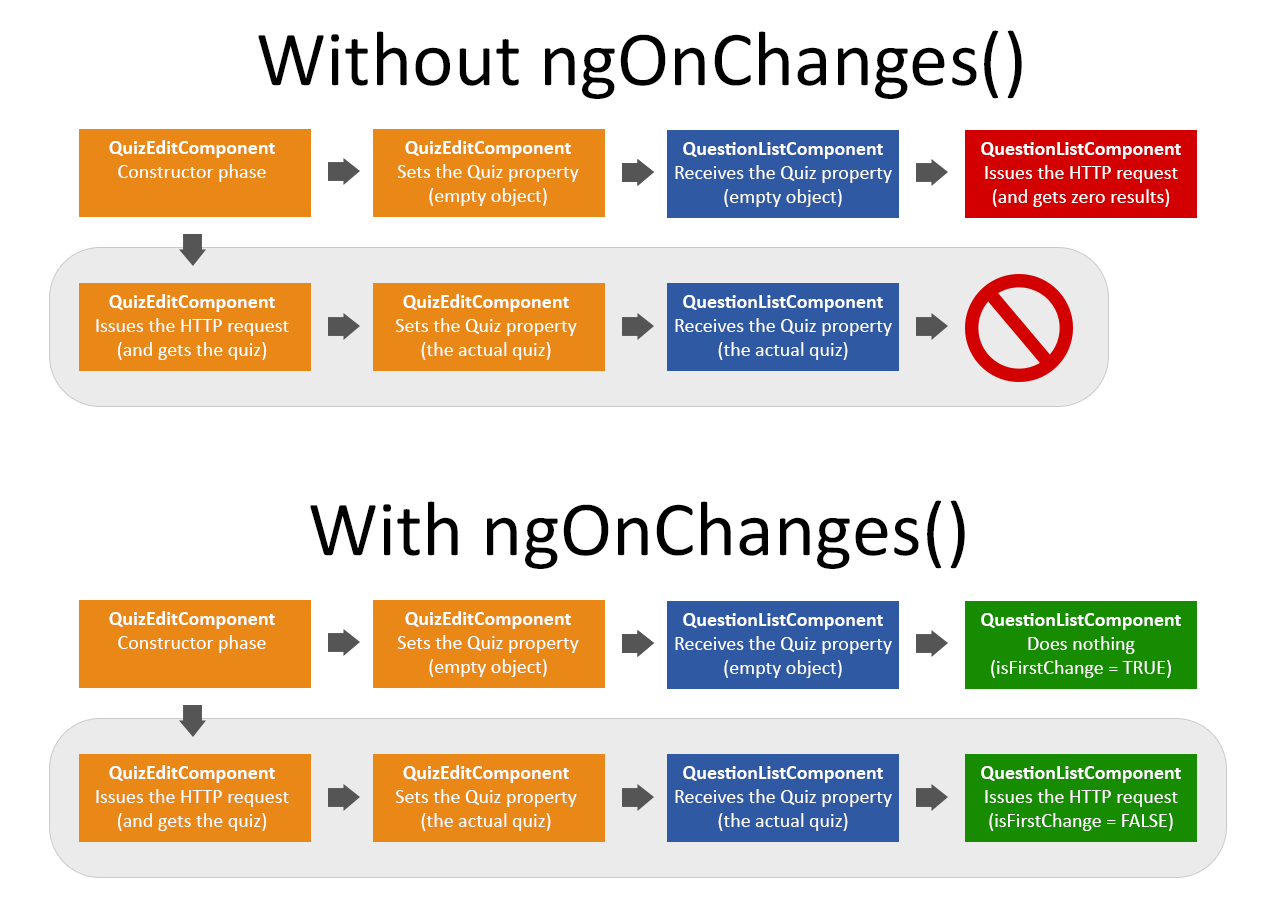 Without ngOnChanges()
QuizEditComponent
Constructor phase
QuizEditComponent
Sets the Quiz property
(empty object)
QuestionListComponent
Receives the Quiz property
(empty object)
QuestionListComponent
Issues the HTTP request
(and gets zero results)
QuizEditComponent
Issues the HTTP request
(and gets the quiz)
QuizEditComponent
Sets the Quiz property
(the actual quiz)
QuestionListComponent
Receives the Quiz property
(the actual quiz)
With ngOnChanges()
QuizEditComponent
Constructor phase
QuizEditComponent
Sets the Quiz property
(empty object)
QuestionListComponent
Receives the Quiz property
(empty object)
QuestionListComponent
Does nothing
(isFirstChange = TRUE)
QuizEditComponent
Issues the HTTP request
(and gets the quiz)
QuizEditComponent
Sets the Quiz property
(the actual quiz)
QuestionListComponent
Receives the Quiz property
(the actual quiz)
QuestionListComponent
Issues the HTTP request
(isFirstChange = FALSE)